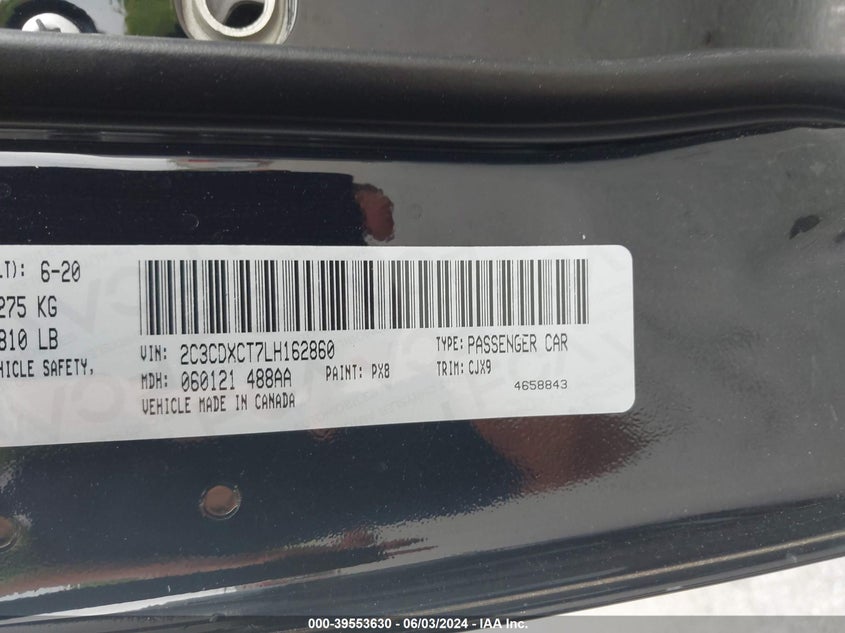 LT): 6-20
275 KG
810 LB
HICLE SAFETY,
VIN: 2C3CDXCT7LH162860
TYPE: PASSENGER CAR
MDH: 060121 488AA
PAINT: PX8
TRIM: CJX9
VEHICLE MADE IN CANADA
4658843
000-39553630 - 06/03/2024 - IAA Inc.